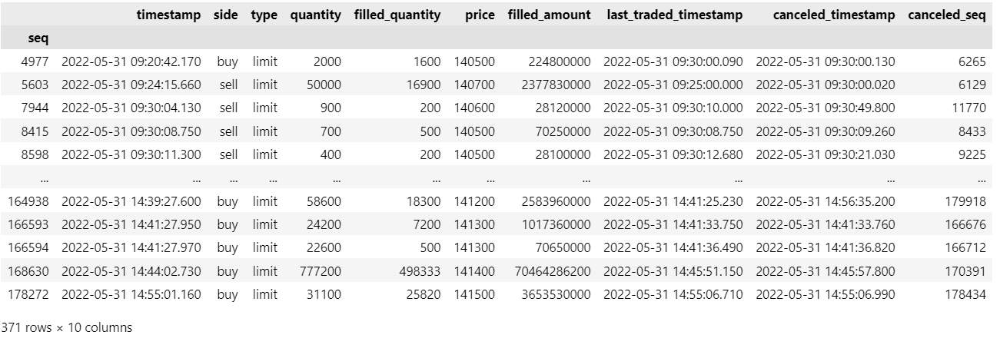 timestamp side type quantity filled_quantity price filled_amount last_traded_timestamp canceled_timestamp canceled_seq
seq
4977 2022-05-31 09:20:42.170 buy limit 2000 1600 140500 224800000 2022-05-31 09:30:00.090 2022-05-31 09:30:00.130 6265
5603 2022-05-31 09:24:15.660 sell limit 50000 16900 140700 2377830000 2022-05-31 09:25:00.000 2022-05-31 09:30:00.020 6129
7944 2022-05-31 09:30:04.130 sell limit 900 200 140600 28120000 2022-05-31 09:30:10.000 2022-05-31 09:30:49.800 11770
8415 2022-05-31 09:30:08.750 sell limit 700 500 140500 70250000 2022-05-31 09:30:08.750 2022-05-31 09:30:09.260 8433
8598 2022-05-31 09:30:11.300 sell limit 400 200 140500 28100000 2022-05-31 09:30:12.680 2022-05-31 09:30:21.030 9225
... ... ... ... ... ... ... ... ... ... ...
164938 2022-05-31 14:39:27.600 buy limit 58600 18300 141200 2583960000 2022-05-31 14:41:25.230 2022-05-31 14:56:35.200 179918
166593 2022-05-31 14:41:27.950 buy limit 24200 7200 141300 1017360000 2022-05-31 14:41:33.750 2022-05-31 14:41:33.760 166676
166594 2022-05-31 14:41:27.970 buy limit 22600 500 141300 70650000 2022-05-31 14:41:36.490 2022-05-31 14:41:36.820 166712
168630 2022-05-31 14:44:02.730 buy limit 777200 498333 141400 70464286200 2022-05-31 14:45:51.150 2022-05-31 14:45:57.800 170391
178272 2022-05-31 14:55:01.160 buy limit 31100 25820 141500 3653530000 2022-05-31 14:55:06.710 2022-05-31 14:55:06.990 178434
371 rows × 10 columns